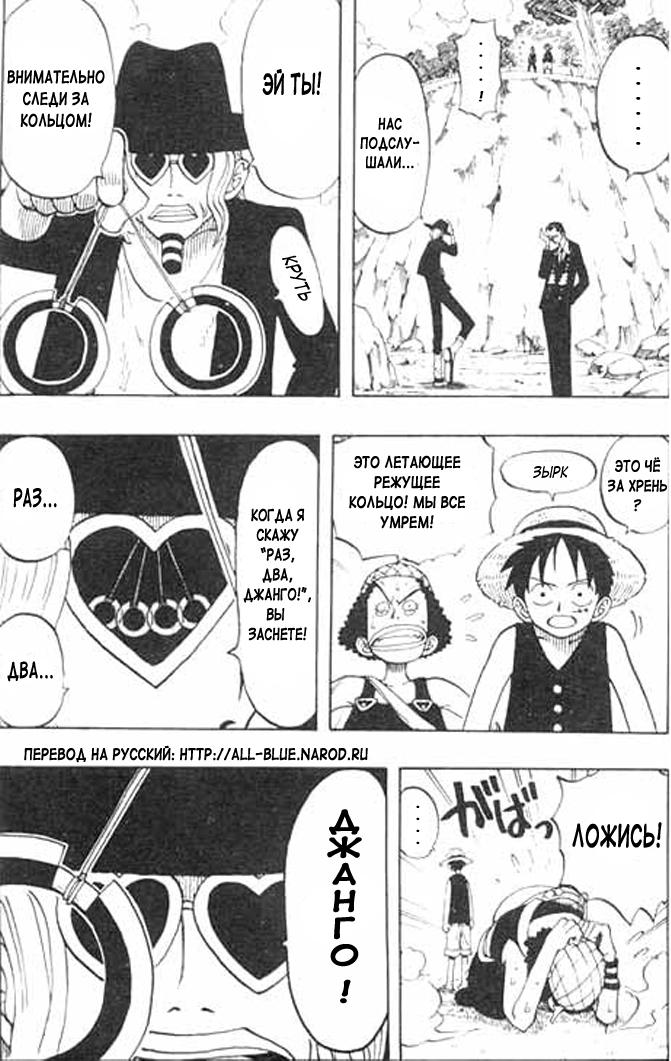 . . . . . .
. . . . !
НАС
ПОДСЛУ-
ШАЛИ...
ЭЙ ТЫ!
ВНИМАТЕЛЬНО
СЛЕДИ ЗА
КОЛЬЦОМ!
КРУТЬ
ЭТО ЧЁ
ЗА ХРЕНЬ
?
ЗЫРК
ЭТО ЛЕТАЮЩЕЕ
РЕЖУЩЕЕ
КОЛЬЦО! МЫ ВСЕ
УМРЕМ!
КОГДА Я
СКАЖУ
"РАЗ,
ДВА,
ДЖАНГО!",
ВЫ
ЗАСНЕТЕ!
РАЗ...
ДВА...
ПЕРЕВОД НА РУССКИЙ: HTTP://ALL-BLUE.NAROD.RU
ЛОЖИСЬ!
がばっ
. . . .
ДЖАНГО!